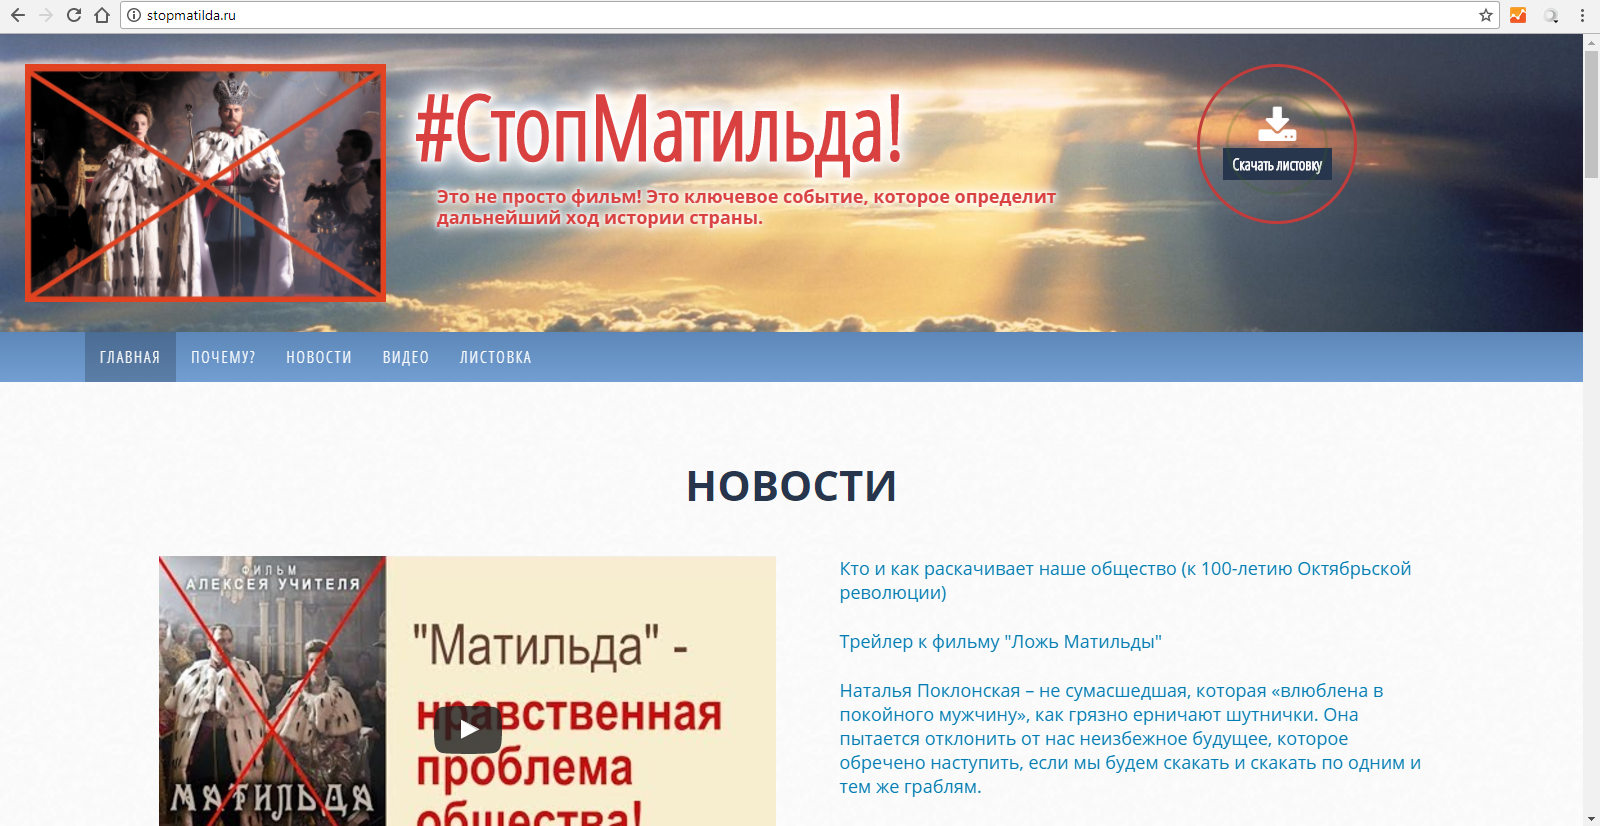 stopmatilda.ru
#СтопМатильда!
Это не просто фильм! Это ключевое событие, которое определит
дальнейший ход истории страны.
Скачать листовку
ГЛАВНАЯ ПОЧЕМУ? НОВОСТИ ВИДЕО ЛИСТОВКА
НОВОСТИ
ФИЛЬМ
АЛЕКСЕЯ УЧИТЕЛЯ
МАТИЛЬДА
"Матильда" -
нравственная
проблема
общества!
Кто и как раскачивает наше общество (к 100-летию Октябрьской
революции)
Трейлер к фильму "Ложь Матильды"
Наталья Поклонская – не сумасшедшая, которая «влюблена в
покойного мужчину», как грязно ерничают шутнички. Она
пытается отклонить от нас неизбежное будущее, которое
обречено наступить, если мы будем скакать и скакать по одним и
тем же граблям.